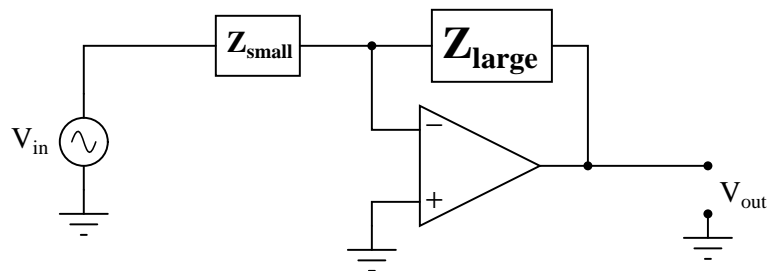 Z_small
Z_large
V_in
−
+
V_out